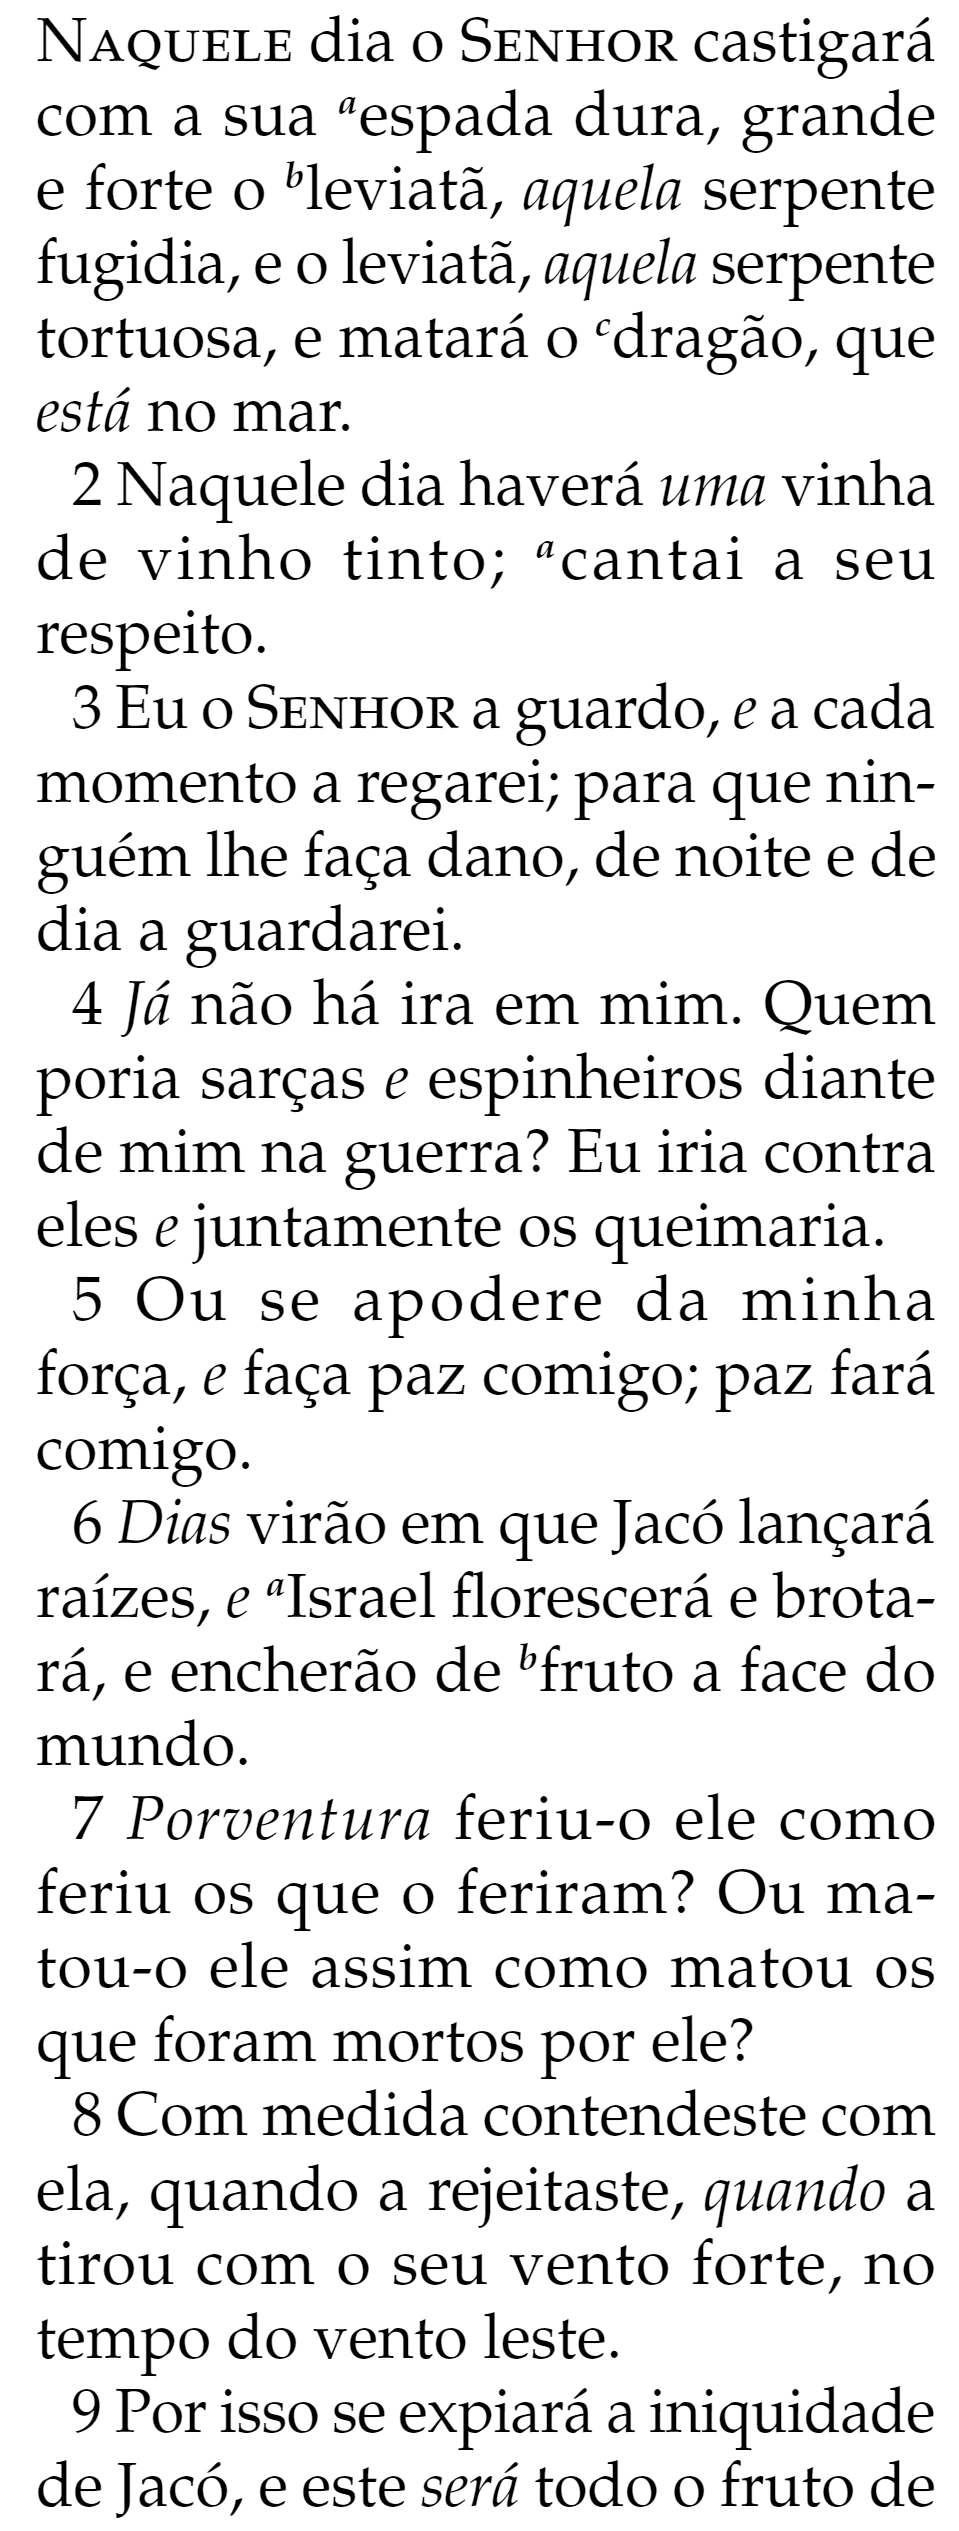 NAQUELE dia o SENHOR castigará
com a sua ᵃespada dura, grande
e forte o ᵇleviatã, aquela serpente
fugidia, e o leviatã, aquela serpente
tortuosa, e matará o ᶜdragão, que
está no mar.
2 Naquele dia haverá uma vinha
de vinho tinto; ᵃcantai a seu
respeito.
3 Eu o SENHOR a guardo, e a cada
momento a regarei; para que nin-
guém lhe faça dano, de noite e de
dia a guardarei.
4 Já não há ira em mim. Quem
poria sarças e espinheiros diante
de mim na guerra? Eu iria contra
eles e juntamente os queimaria.
5 Ou se apodere da minha
força, e faça paz comigo; paz fará
comigo.
6 Dias virão em que Jacó lançará
raízes, e ᵃIsrael florescerá e brota-
rá, e encherão de ᵇfruto a face do
mundo.
7 Porventura feriu-o ele como
feriu os que o feriram? Ou ma-
tou-o ele assim como matou os
que foram mortos por ele?
8 Com medida contendeste com
ela, quando a rejeitaste, quando a
tirou com o seu vento forte, no
tempo do vento leste.
9 Por isso se expiará a iniquidade
de Jacó, e este será todo o fruto de